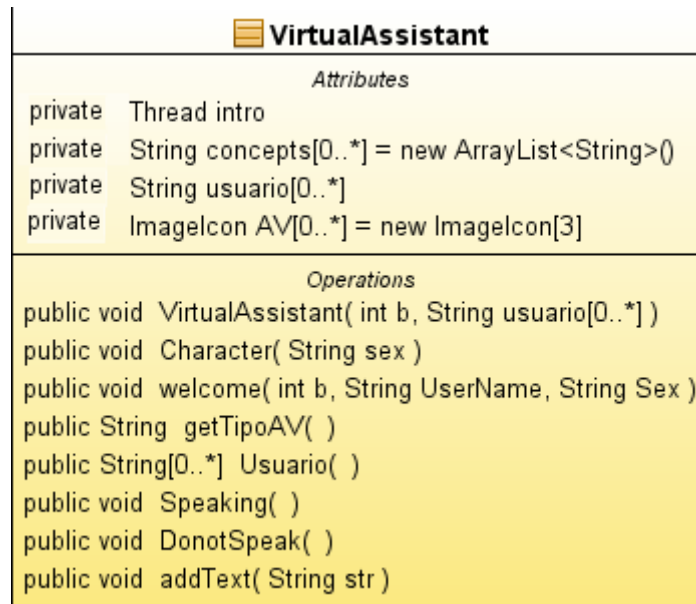 VirtualAssistant
Attributes
private Thread intro
private String concepts[0..*] = new ArrayList<String>()
private String usuario[0..*]
private ImageIcon AV[0..*] = new ImageIcon[3]
Operations
public void VirtualAssistant( int b, String usuario[0..*] )
public void Character( String sex )
public void welcome( int b, String UserName, String Sex )
public String getTipoAV( )
public String[0..*] Usuario( )
public void Speaking( )
public void DonotSpeak( )
public void addText( String str )